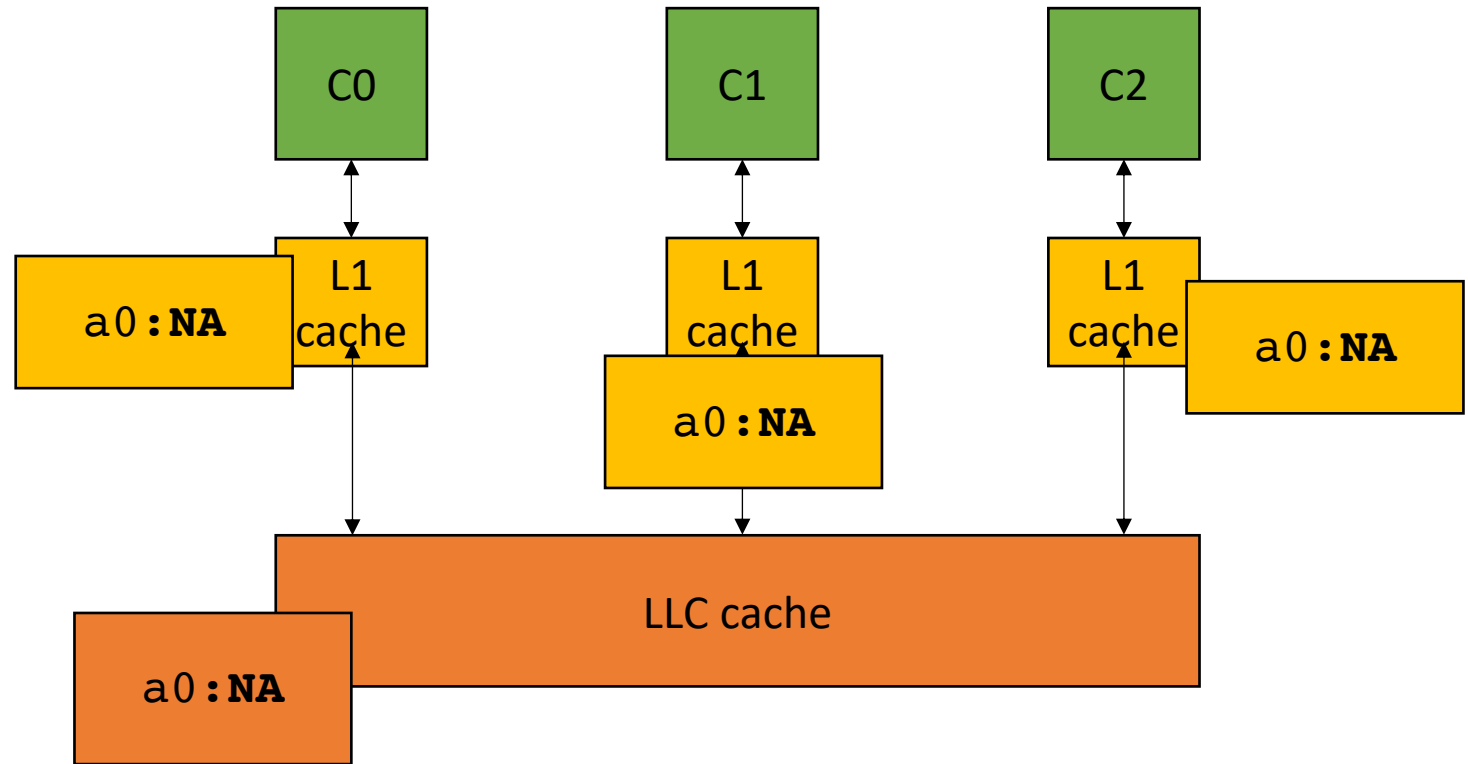 C0
C1
C2
L1
cache
L1
cache
L1
cache
a0:NA
a0:NA
a0:NA
LLC cache
a0:NA